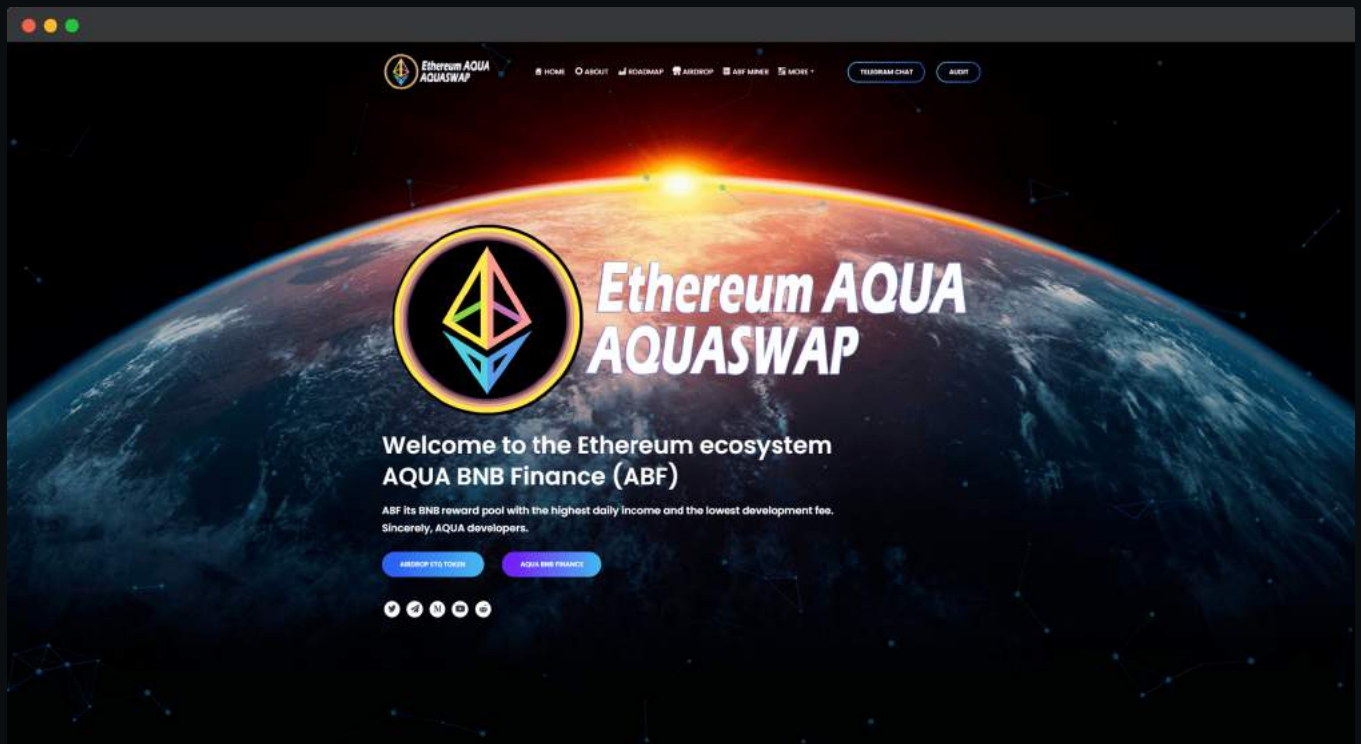 Ethereum AQUA
AQUASWAP
HOME ABOUT ROADMAP AIRDROP ABF MINER MORE TELEGRAM CHAT AUDIT
Ethereum AQUA
AQUASWAP
Welcome to the Ethereum ecosystem
AQUA BNB Finance (ABF)
ABF its BNB reward pool with the highest daily income and the lowest development fee.
Sincerely, AQUA developers.
AIRDROP ETQ TOKEN AQUA BNB FINANCE